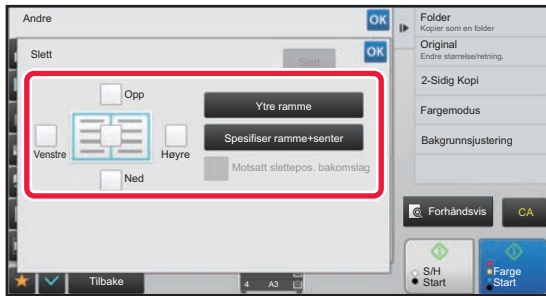 Andre
OK
Slett
Slett
OK
Opp
Venstre
Høyre
Ned
Ytre ramme
Spesifiser ramme+senter
Motsatt slettepos. bakomslag
Tilbake
4 A3
Folder
Kopier som en folder
Original
Endre størrelse/retning.
2-Sidig Kopi
Fargemodus
Bakgrunnsjustering
Forhåndsvis
CA
S/H
Start
Farge
Start